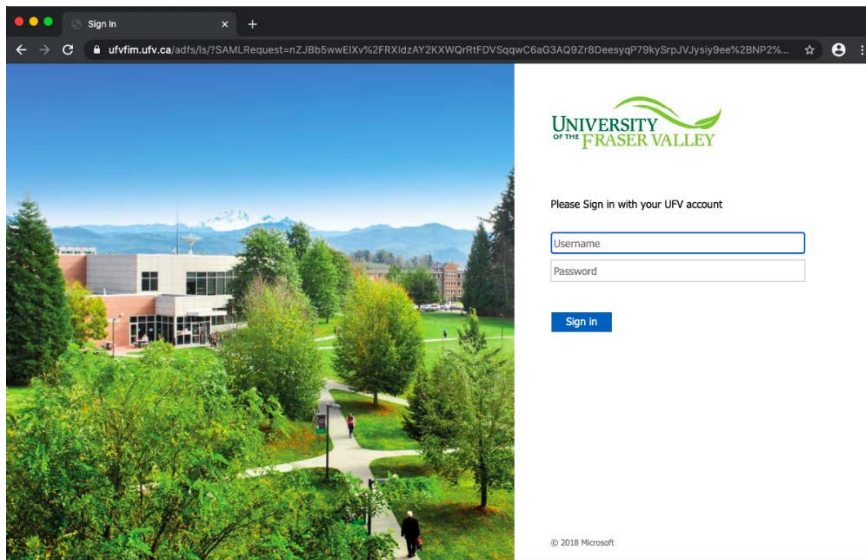 Sign In
ufvfim.ufv.ca/adfs/ls/?SAMLRequest=nZJBb5wwEIXv%2FRXIdzAY2KXWQrRtFDVSqqwC6aG3AQ9Zr8DeesyqP79kySrpJVJysiy9ee%2BNP2%...
UNIVERSITY
OF THE FRASER VALLEY
Please Sign in with your UFV account
Username
Password
Sign in
© 2018 Microsoft